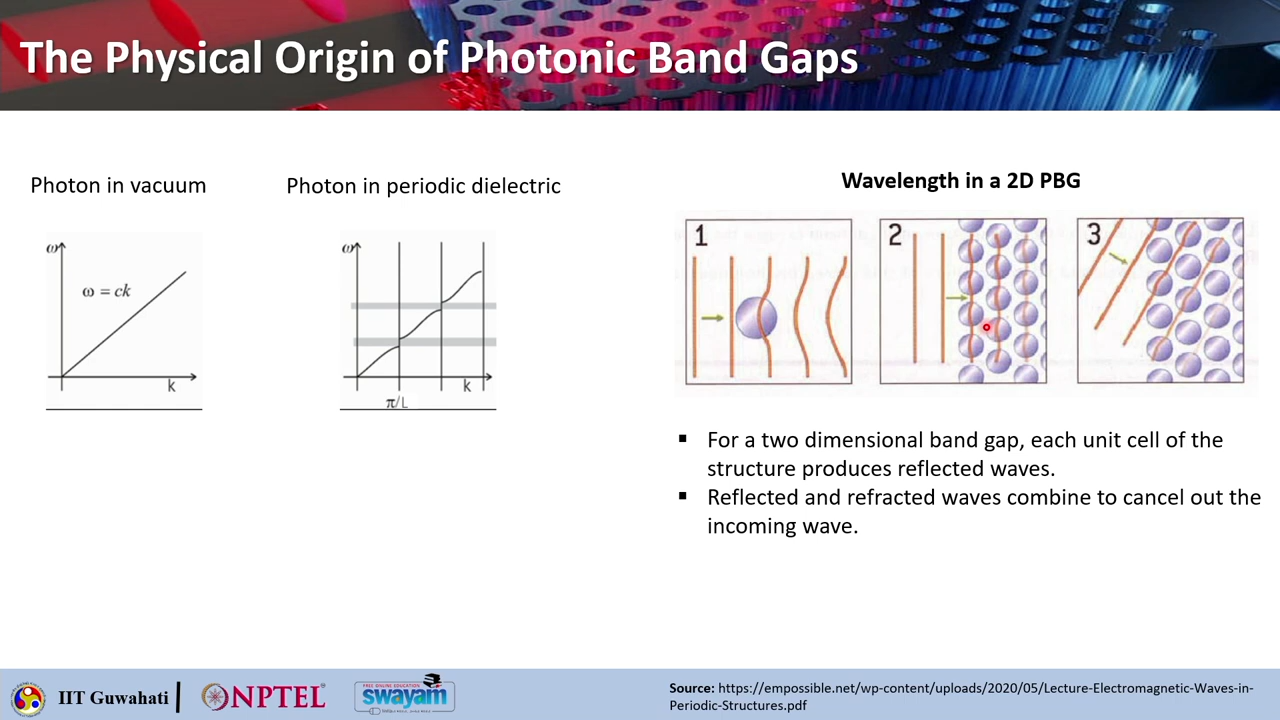 The Physical Origin of Photonic Band Gaps
Photon in vacuum
Photon in periodic dielectric
Wavelength in a 2D PBG
ω
ω = ck
k
ω
k
π/L
1
2
3
▪ For a two dimensional band gap, each unit cell of the
structure produces reflected waves.
▪ Reflected and refracted waves combine to cancel out the
incoming wave.
IIT Guwahati
NPTEL
FREE ONLINE EDUCATION
swayam
Source: https://empossible.net/wp-content/uploads/2020/05/Lecture-Electromagnetic-Waves-in-
Periodic-Structures.pdf